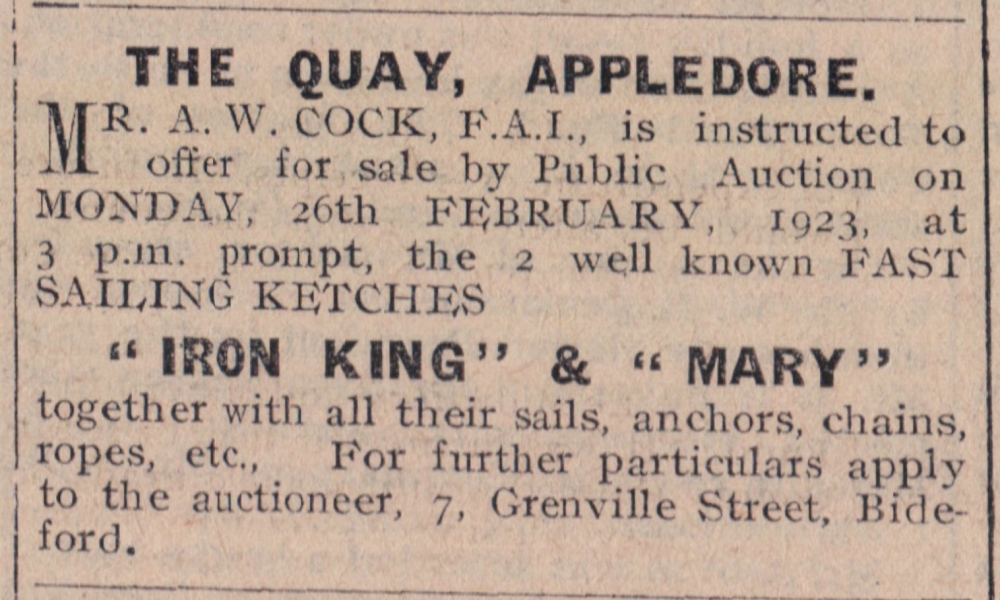 THE QUAY, APPLEDORE.
MR. A. W. COCK, F.A.I., is instructed to
offer for sale by Public Auction on
MONDAY, 26th FEBRUARY, 1923, at
3 p.m. prompt, the 2 well known FAST
SAILING KETCHES
“ IRON KING” & “ MARY”
together with all their sails, anchors, chains,
ropes, etc., For further particulars apply
to the auctioneer, 7, Grenville Street, Bide-
ford.